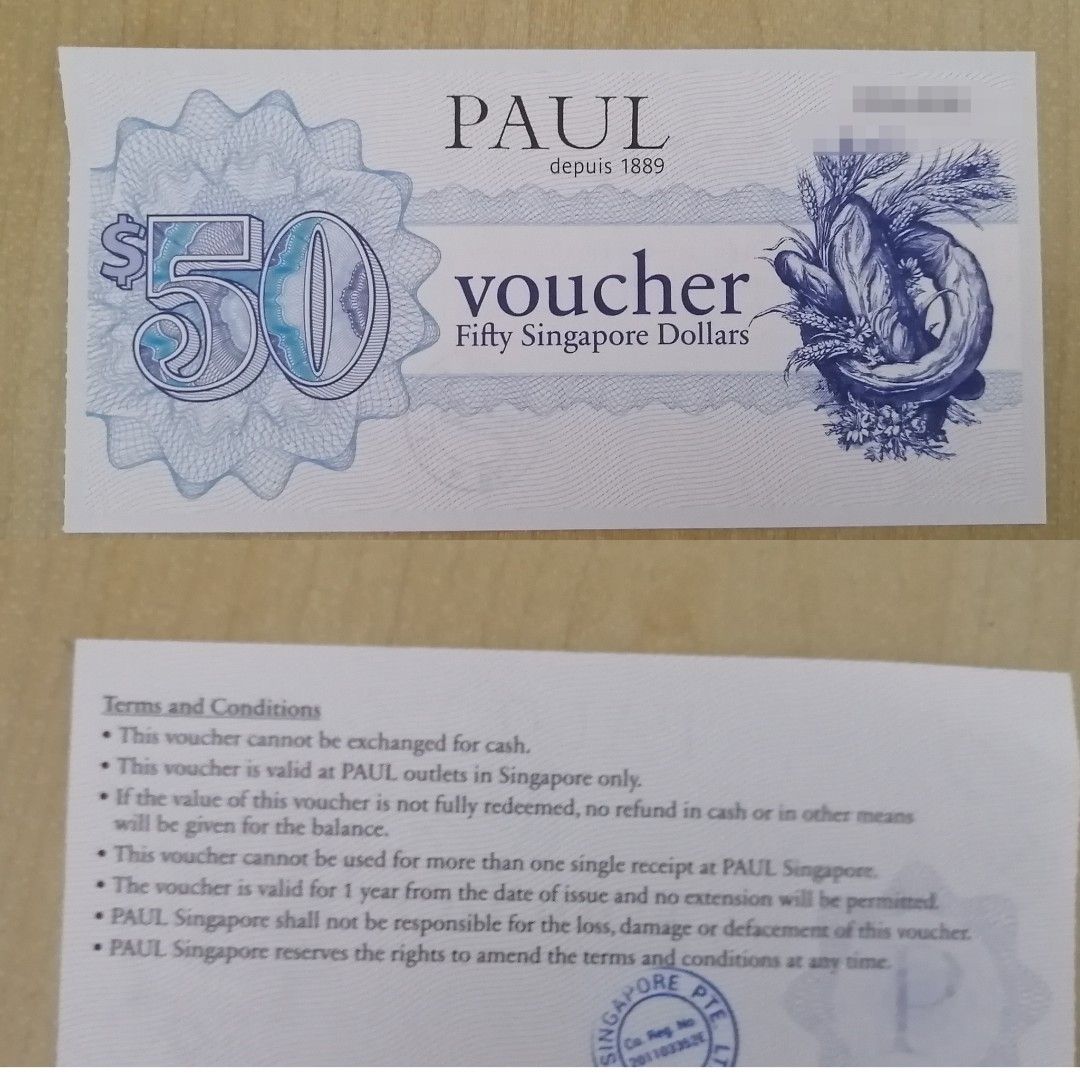 PAUL
depuis 1889
$50
voucher
Fifty Singapore Dollars
Terms and Conditions
• This voucher cannot be exchanged for cash.
• This voucher is valid at PAUL outlets in Singapore only.
• If the value of this voucher is not fully redeemed, no refund in cash or in other means
will be given for the balance.
• This voucher cannot be used for more than one single receipt at PAUL Singapore.
• The voucher is valid for 1 year from the date of issue and no extension will be permitted.
• PAUL Singapore shall not be responsible for the loss, damage or defacement of this voucher.
• PAUL Singapore reserves the rights to amend the terms and conditions at any time.
SINGAPORE PTE. LT
Co. Reg. No
P